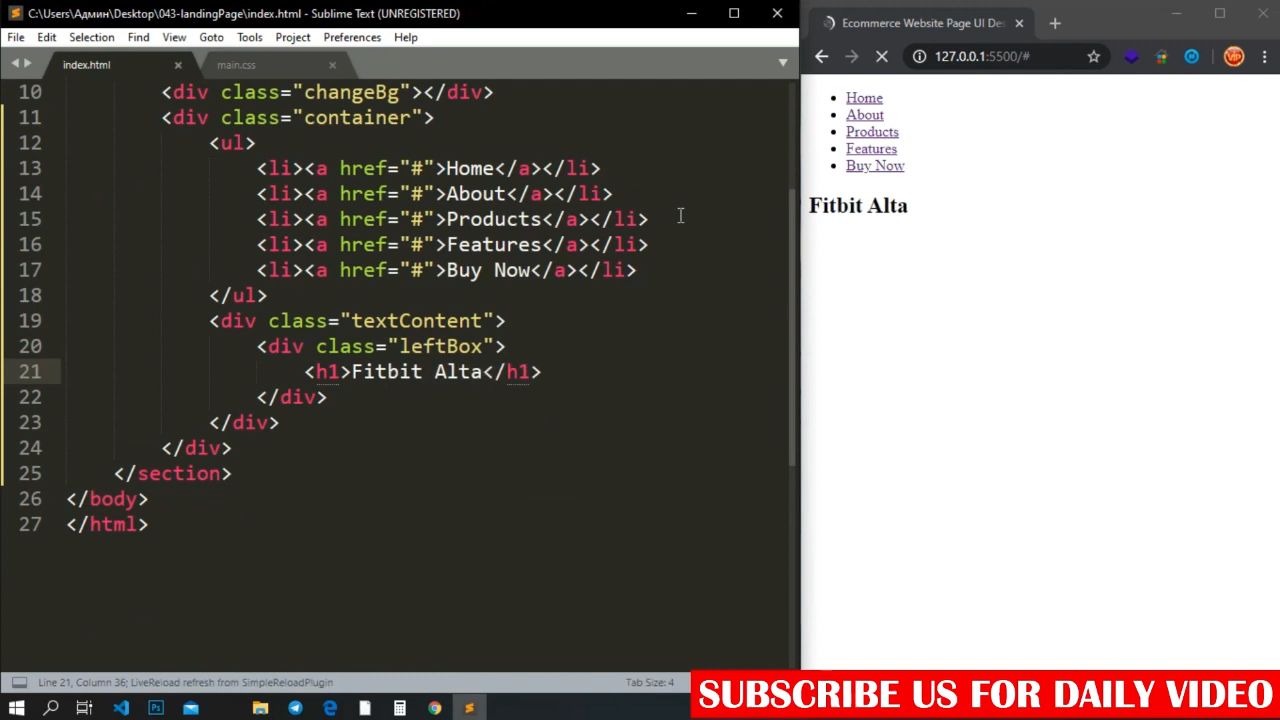 C:\Users\Админ\Desktop\043-landingPage\index.html - Sublime Text (UNREGISTERED)
File Edit Selection Find View Goto Tools Project Preferences Help
index.html
main.css
10 <div class="changeBg"></div>
11 <div class="container">
12 <ul>
13 <li><a href="#">Home</a></li>
14 <li><a href="#">About</a></li>
15 <li><a href="#">Products</a></li>
16 <li><a href="#">Features</a></li>
17 <li><a href="#">Buy Now</a></li>
18 </ul>
19 <div class="textContent">
20 <div class="leftBox">
21 <h1>Fitbit Alta</h1>
22 </div>
23 </div>
24 </div>
25 </section>
26 </body>
27 </html>
Line 21, Column 36; LiveReload refresh from SimpleReloadPlugin
Tab Size: 4
Ecommerce Website Page UI Des
127.0.0.1:5500/#
VIP
Home
About
Products
Features
Buy Now
Fitbit Alta
SUBSCRIBE US FOR DAILY VIDEO